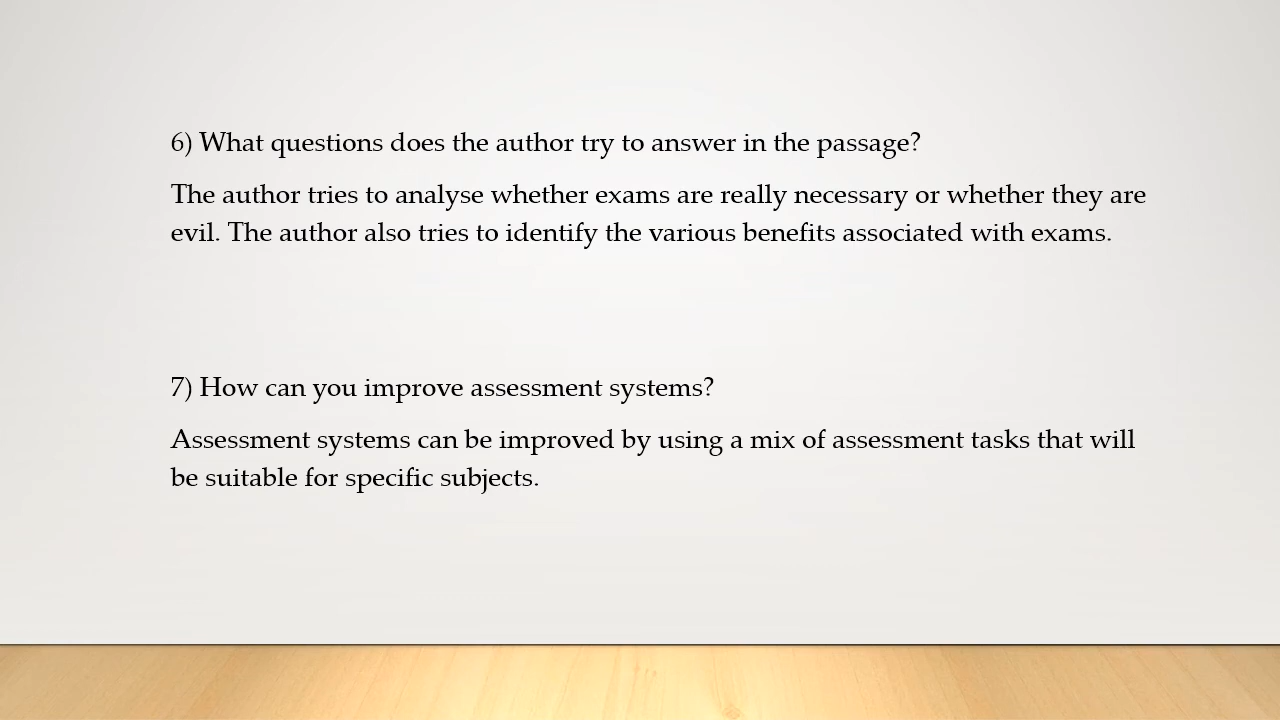 6) What questions does the author try to answer in the passage?
The author tries to analyse whether exams are really necessary or whether they are
evil. The author also tries to identify the various benefits associated with exams.
7) How can you improve assessment systems?
Assessment systems can be improved by using a mix of assessment tasks that will
be suitable for specific subjects.